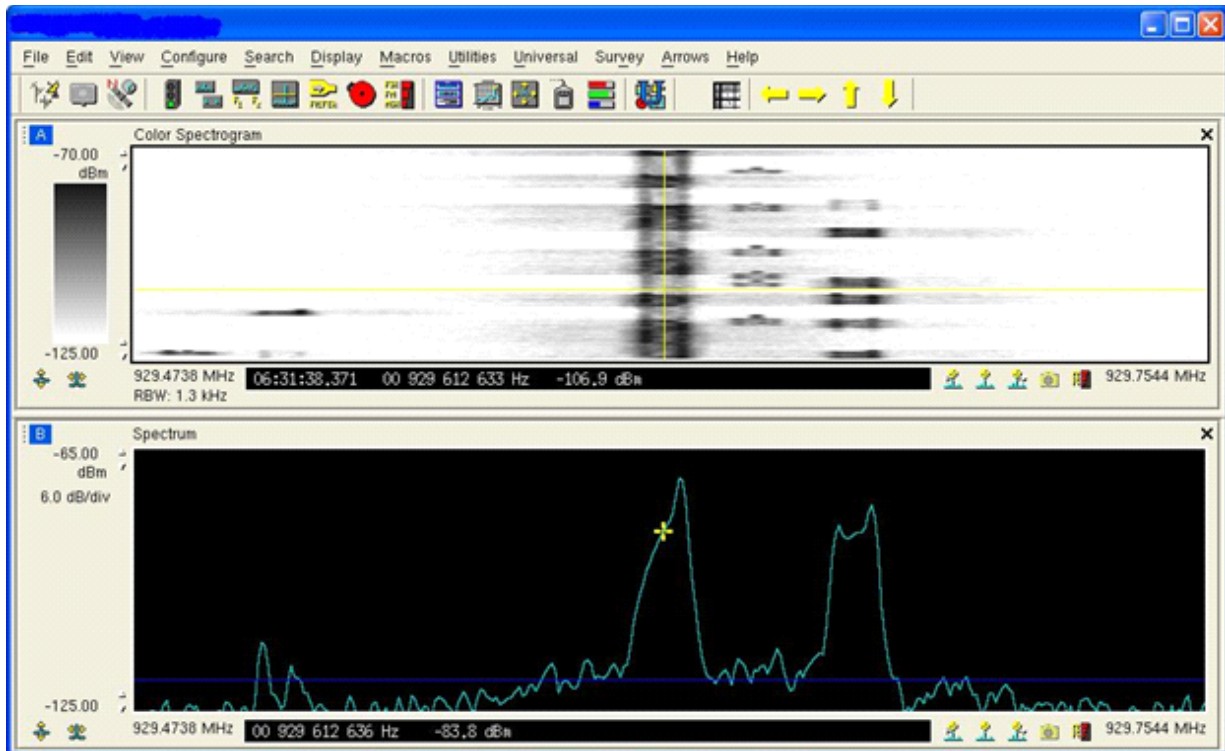 File Edit View Configure Search Display Macros Utilities Universal Survey Arrows Help
A Color Spectrogram
-70.00
dBm
-125.00
929.4738 MHz 06:31:38.371 00 929 612 633 Hz -106.9 dBm 929.7544 MHz
RBW: 1.3 kHz
B Spectrum
-65.00
dBm
6.0 dB/div
-125.00
929.4738 MHz 00 929 612 636 Hz -83.8 dBm 929.7544 MHz